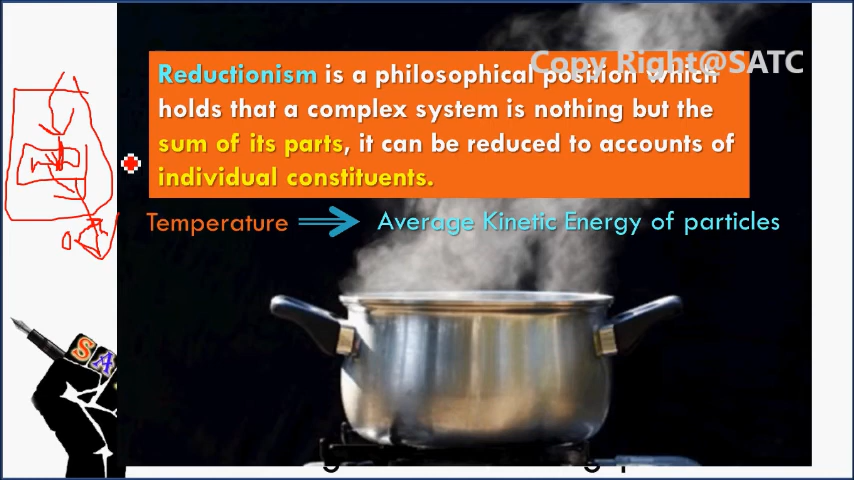 Copy Right@SATC
Reductionism is a philosophical position which
holds that a complex system is nothing but the
sum of its parts, it can be reduced to accounts of
individual constituents.
Temperature
Average Kinetic Energy of particles
SA